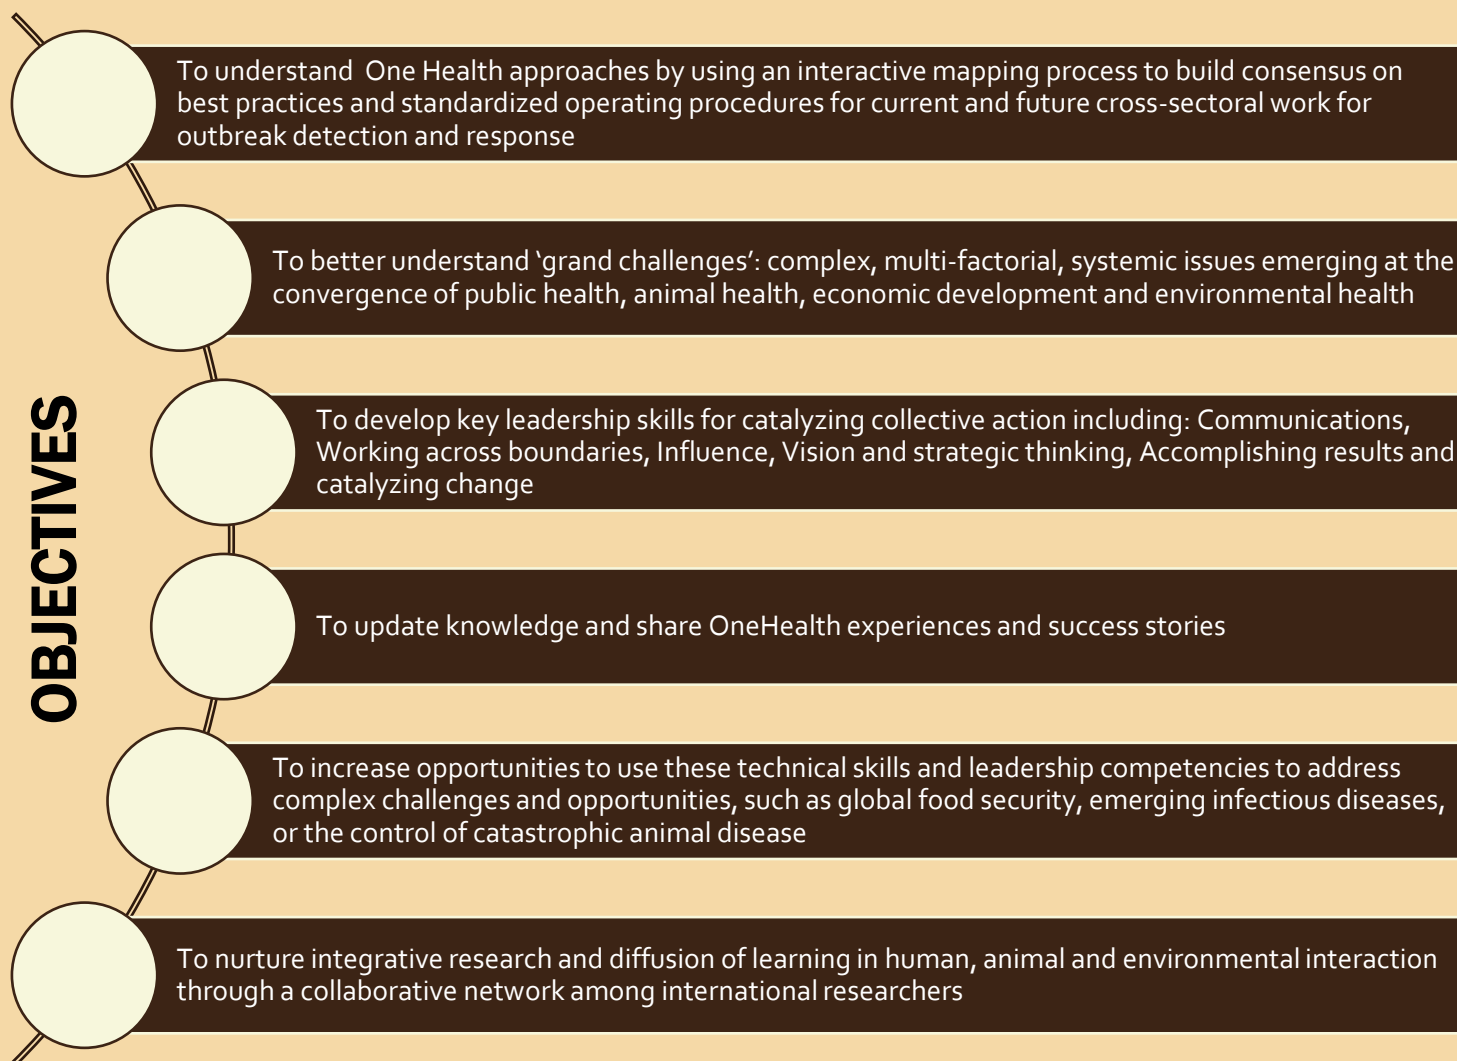 OBJECTIVES
To understand  One Health approaches by using an interactive mapping process to build consensus on
best practices and standardized operating procedures for current and future cross-sectoral work for
outbreak detection and response
To better understand ‘grand challenges’: complex, multi-factorial, systemic issues emerging at the
convergence of public health, animal health, economic development and environmental health
To develop key leadership skills for catalyzing collective action including: Communications,
Working across boundaries, Influence, Vision and strategic thinking, Accomplishing results and
catalyzing change
To update knowledge and share OneHealth experiences and success stories
To increase opportunities to use these technical skills and leadership competencies to address
complex challenges and opportunities, such as global food security, emerging infectious diseases,
or the control of catastrophic animal disease
To nurture integrative research and diffusion of learning in human, animal and environmental interaction
through a collaborative network among international researchers